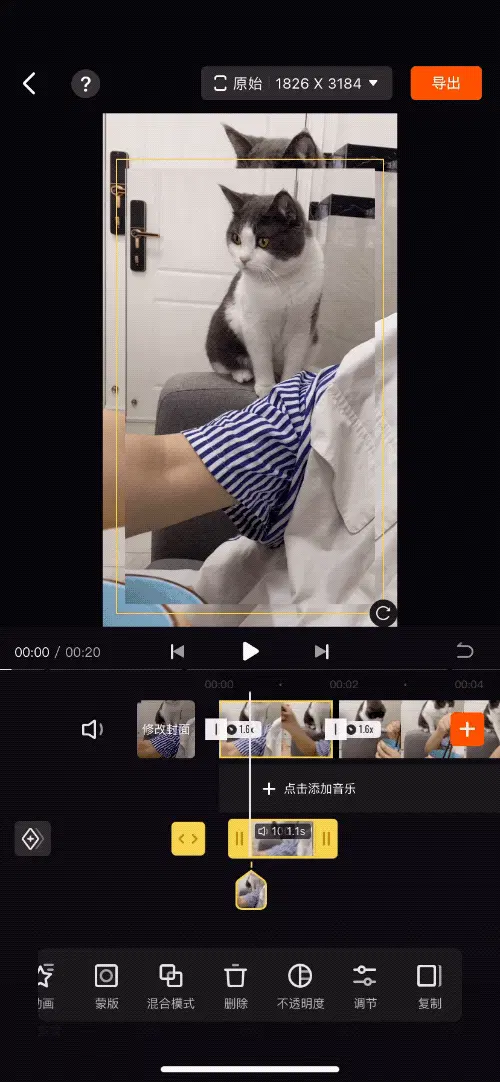 ?
原始 1826 X 3184
导出
00:00 / 00:20
00:00
00:02
00:04
修改封面
1.6x
1.6x
点击添加音乐
1.1s
动画
蒙版
混合模式
删除
不透明度
调节
复制